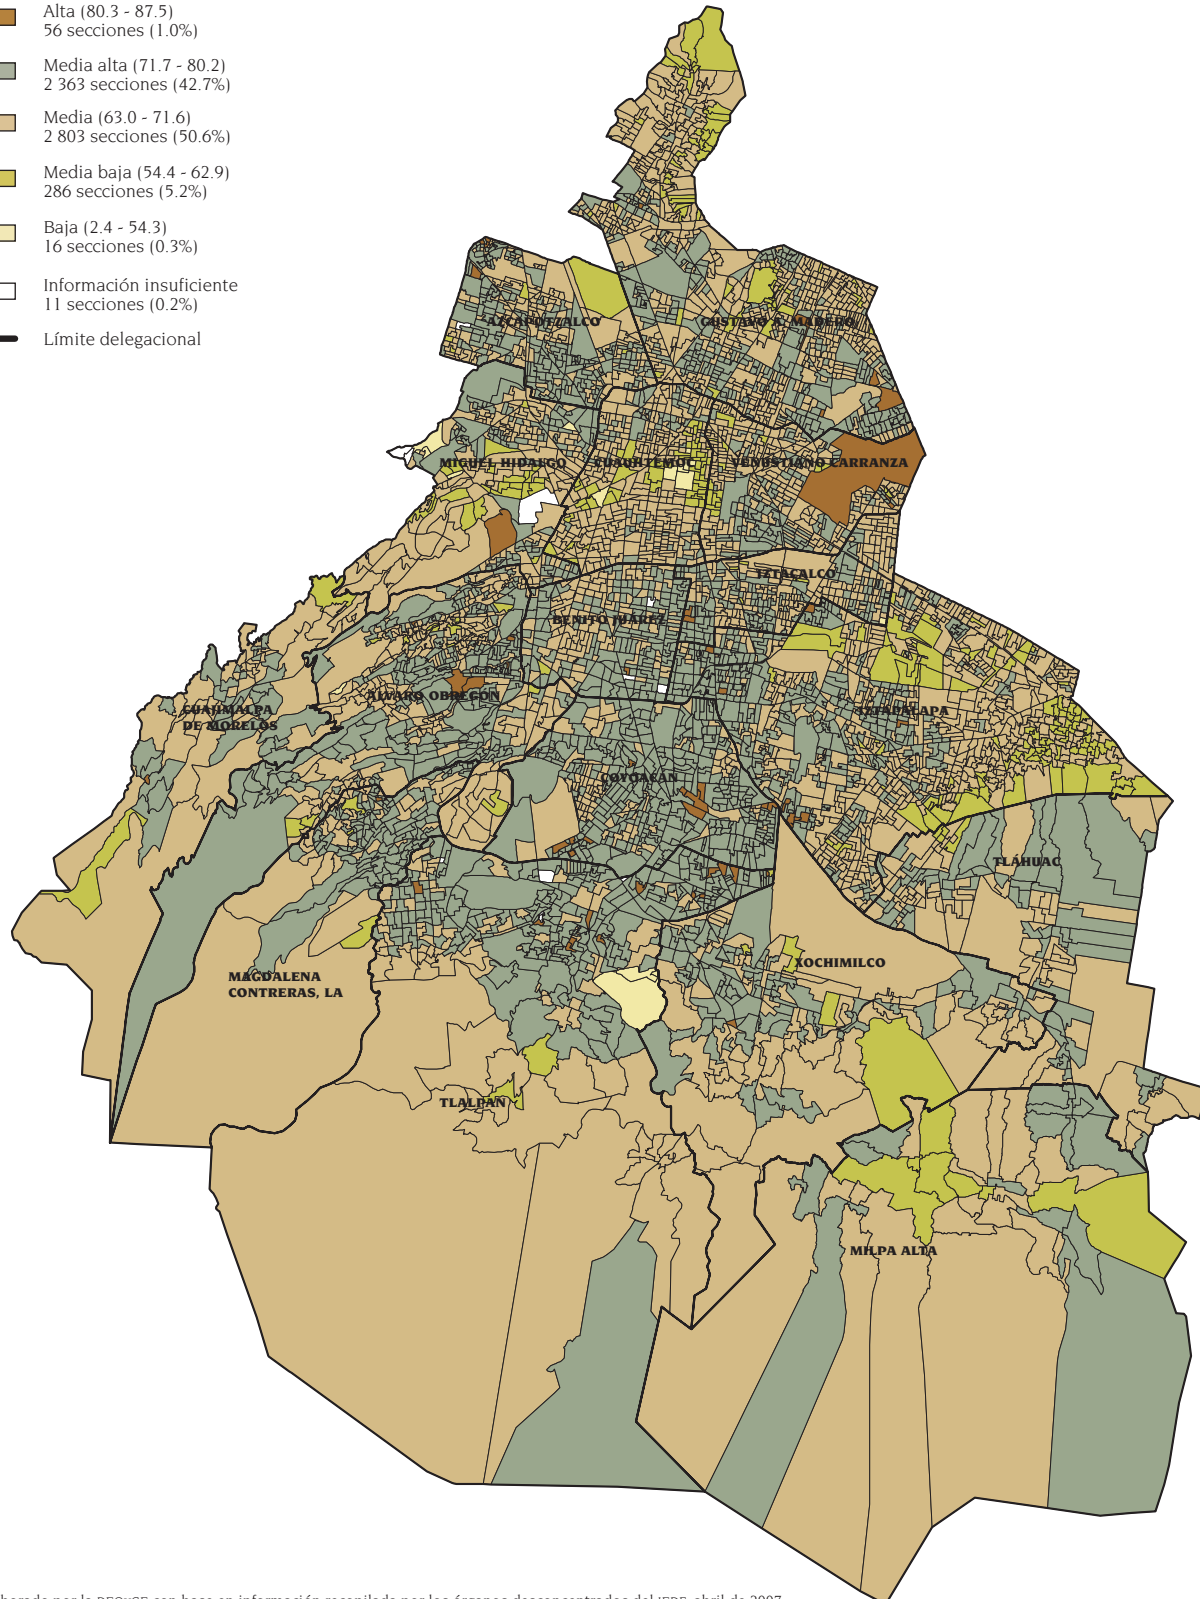 Alta (80.3 - 87.5)
56 secciones (1.0%)
Media alta (71.7 - 80.2)
2 363 secciones (42.7%)
Media (63.0 - 71.6)
2 803 secciones (50.6%)
Media baja (54.4 - 62.9)
286 secciones (5.2%)
Baja (2.4 - 54.3)
16 secciones (0.3%)
Información insuficiente
11 secciones (0.2%)
Límite delegacional
AZCAPOTZALCO
GUSTAVO A. MADERO
MIGUEL HIDALGO
CUAUHTÉMOC
VENUSTIANO CARRANZA
IZTACALCO
BENITO JUÁREZ
ÁLVARO OBREGÓN
CUAJIMALPA
DE MORELOS
IZTAPALAPA
COYOACÁN
TLÁHUAC
MAGDALENA
CONTRERAS, LA
XOCHIMILCO
TLALPAN
MILPA ALTA